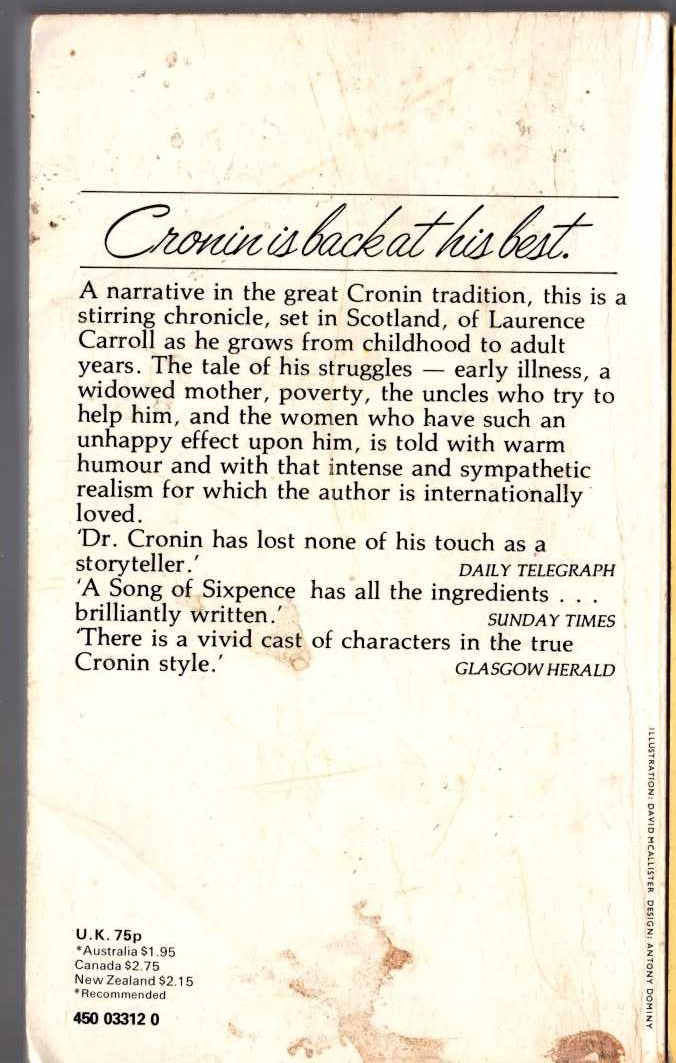 Cronin is back at his best.
A narrative in the great Cronin tradition, this is a
stirring chronicle, set in Scotland, of Laurence
Carroll as he grows from childhood to adult
years. The tale of his struggles — early illness, a
widowed mother, poverty, the uncles who try to
help him, and the women who have such an
unhappy effect upon him, is told with warm
humour and with that intense and sympathetic
realism for which the author is internationally
loved.
‘Dr. Cronin has lost none of his touch as a
storyteller.’ DAILY TELEGRAPH
‘A Song of Sixpence has all the ingredients . . .
brilliantly written.’ SUNDAY TIMES
‘There is a vivid cast of characters in the true
Cronin style.’ GLASGOW HERALD
U.K. 75p
*Australia $1.95
Canada $2.75
New Zealand $2.15
*Recommended
450 03312 0
ILLUSTRATION: DAVID MCALLISTER DESIGN: ANTONY DOMINY